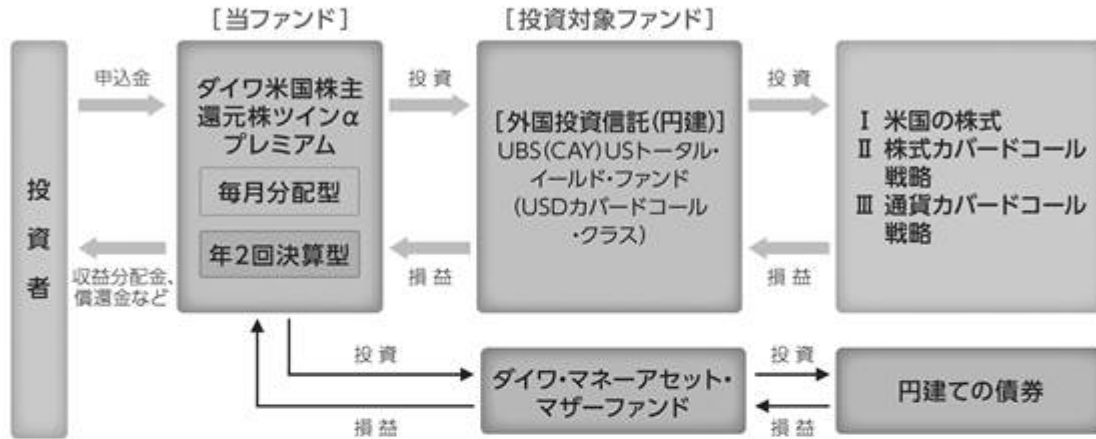 [当ファンド]
[投資対象ファンド]
投資者
申込金
収益分配金、
償還金など
ダイワ米国株主
還元株ツインα
プレミアム
毎月分配型
年2回決算型
投資
損益
[外国投資信託(円建)]
UBS(CAY)USトータル・
イールド・ファンド
(USDカバードコール
・クラス)
投資
損益
Ⅰ 米国の株式
Ⅱ 株式カバードコール
戦略
Ⅲ 通貨カバードコール
戦略
投資
損益
ダイワ・マネーアセット・
マザーファンド
投資
損益
円建ての債券